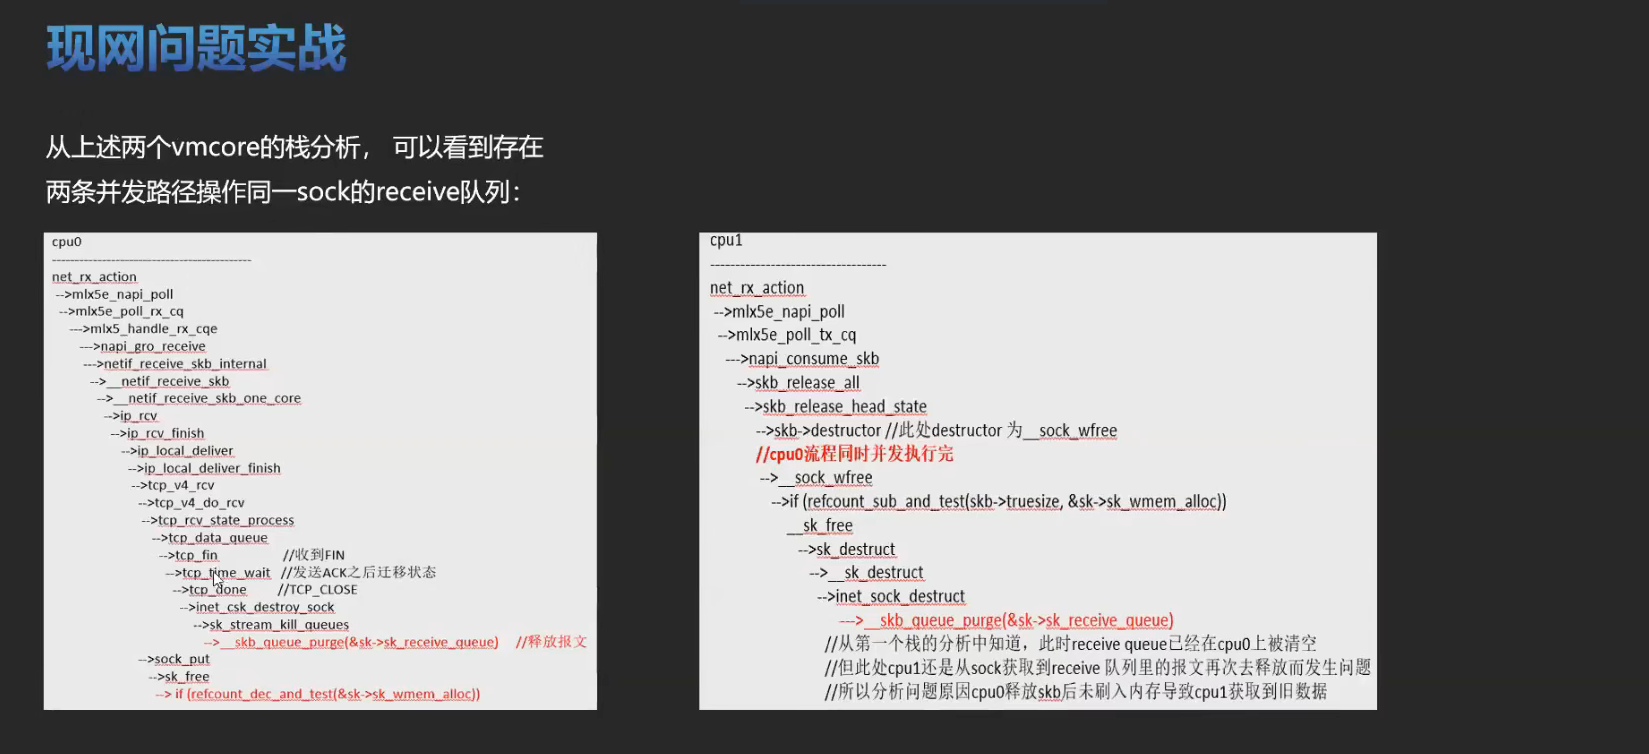 现网问题实战
从上述两个vmcore的栈分析， 可以看到存在
两条并发路径操作同一sock的receive队列：
cpu0
--------------------------------------------
net_rx_action
-->mlx5e_napi_poll
-->mlx5e_poll_rx_cq
--->mlx5_handle_rx_cqe
--->napi_gro_receive
--->netif_receive_skb_internal
-->__netif_receive_skb
-->__netif_receive_skb_one_core
-->ip_rcv
-->ip_rcv_finish
-->ip_local_deliver
-->ip_local_deliver_finish
-->tcp_v4_rcv
-->tcp_v4_do_rcv
-->tcp_rcv_state_process
-->tcp_data_queue
-->tcp_fin //收到FIN
-->tcp_time_wait //发送ACK之后迁移状态
-->tcp_done //TCP_CLOSE
-->inet_csk_destroy_sock
-->sk_stream_kill_queues
-->__skb_queue_purge(&sk->sk_receive_queue) //释放报文
-->sock_put
-->sk_free
--> if (refcount_dec_and_test(&sk->sk_wmem_alloc))
cpu1
-----------------------------------
net_rx_action
-->mlx5e_napi_poll
-->mlx5e_poll_tx_cq
--->napi_consume_skb
-->skb_release_all
-->skb_release_head_state
-->skb->destructor //此处destructor 为__sock_wfree
//cpu0流程同时并发执行完
-->__sock_wfree
-->if (refcount_sub_and_test(skb->truesize, &sk->sk_wmem_alloc))
__sk_free
-->sk_destruct
-->__sk_destruct
-->inet_sock_destruct
--->__skb_queue_purge(&sk->sk_receive_queue)
//从第一个栈的分析中知道，此时receive queue已经在cpu0上被清空
//但此处cpu1还是从sock获取到receive 队列里的报文再次去释放而发生问题
//所以分析问题原因cpu0释放skb后未刷入内存导致cpu1获取到旧数据